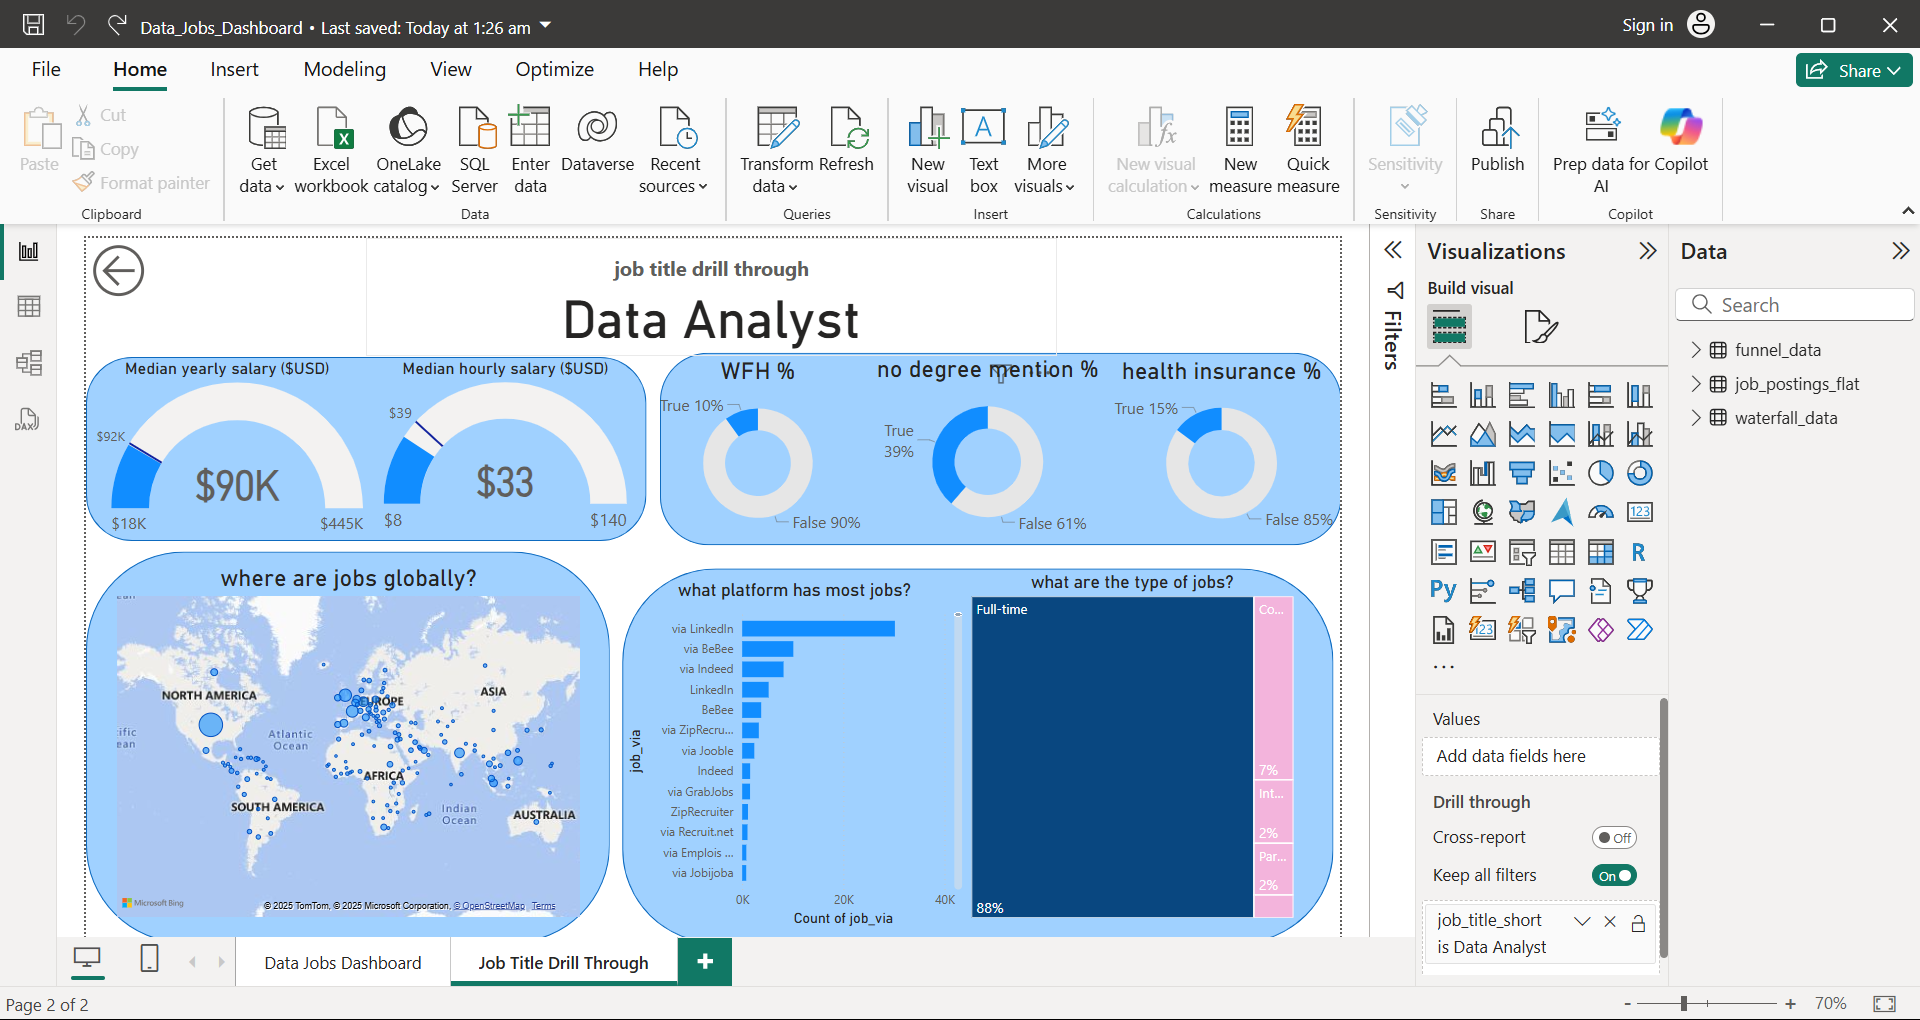 Data_Jobs_Dashboard • Last saved: Today at 1:26 am
Sign in
File Home Insert Modeling View Optimize Help
Share
Paste
Cut
Copy
Format painter
Clipboard
Get data
Excel workbook
OneLake catalog
SQL Server
Enter data
Dataverse
Recent sources
Data
Transform data
Refresh
Queries
New visual
Text box
More visuals
Insert
New visual calculation
New measure
Quick measure
Calculations
Sensitivity
Sensitivity
Publish
Share
Prep data for AI
Copilot
Copilot
DAX
job title drill through
Data Analyst
Median yearly salary ($USD)
$92K
$90K
$18K
$445K
Median hourly salary ($USD)
$39
$33
$8
$140
WFH %
True 10%
False 90%
no degree mention %
True
39%
False 61%
health insurance %
True 15%
False 85%
where are jobs globally?
NORTH AMERICA
EUROPE
ASIA
Atlantic
Ocean
AFRICA
SOUTH AMERICA
Indian
Ocean
AUSTRALIA
Microsoft Bing
© 2025 TomTom, © 2025 Microsoft Corporation, © OpenStreetMap Terms
what platform has most jobs?
job_via
via LinkedIn
via BeBee
via Indeed
LinkedIn
BeBee
via ZipRecru...
via Jooble
Indeed
via GrabJobs
ZipRecruiter
via Recruit.net
via Emplois ...
via Jobijoba
0K 20K 40K
Count of job_via
what are the type of jobs?
Full-time
88%
Co...
7%
Int...
2%
Par...
2%
Filters
Visualizations
Build visual
123
R
Py
123
...
Values
Add data fields here
Drill through
Cross-report
Off
Keep all filters
On
job_title_short
is Data Analyst
Data
Search
funnel_data
job_postings_flat
waterfall_data
Data Jobs Dashboard
Job Title Drill Through
+
Page 2 of 2
- + 70%